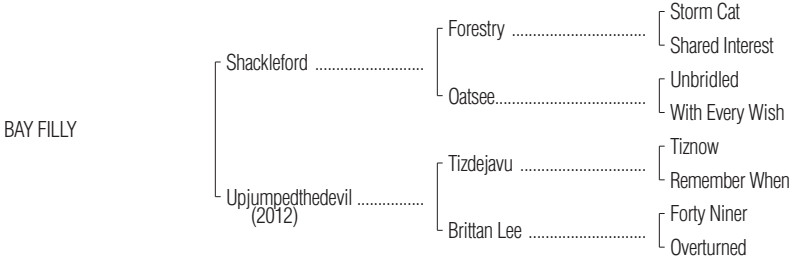 Storm Cat
Forestry ................................
Shared Interest
Shackleford ..........................
Unbridled
Oatsee....................................
With Every Wish
BAY FILLY
Tiznow
Tizdejavu ..............................
Remember When
Upjumpedthedevil ................
(2012)
Forty Niner
Brittan Lee ............................
Overturned